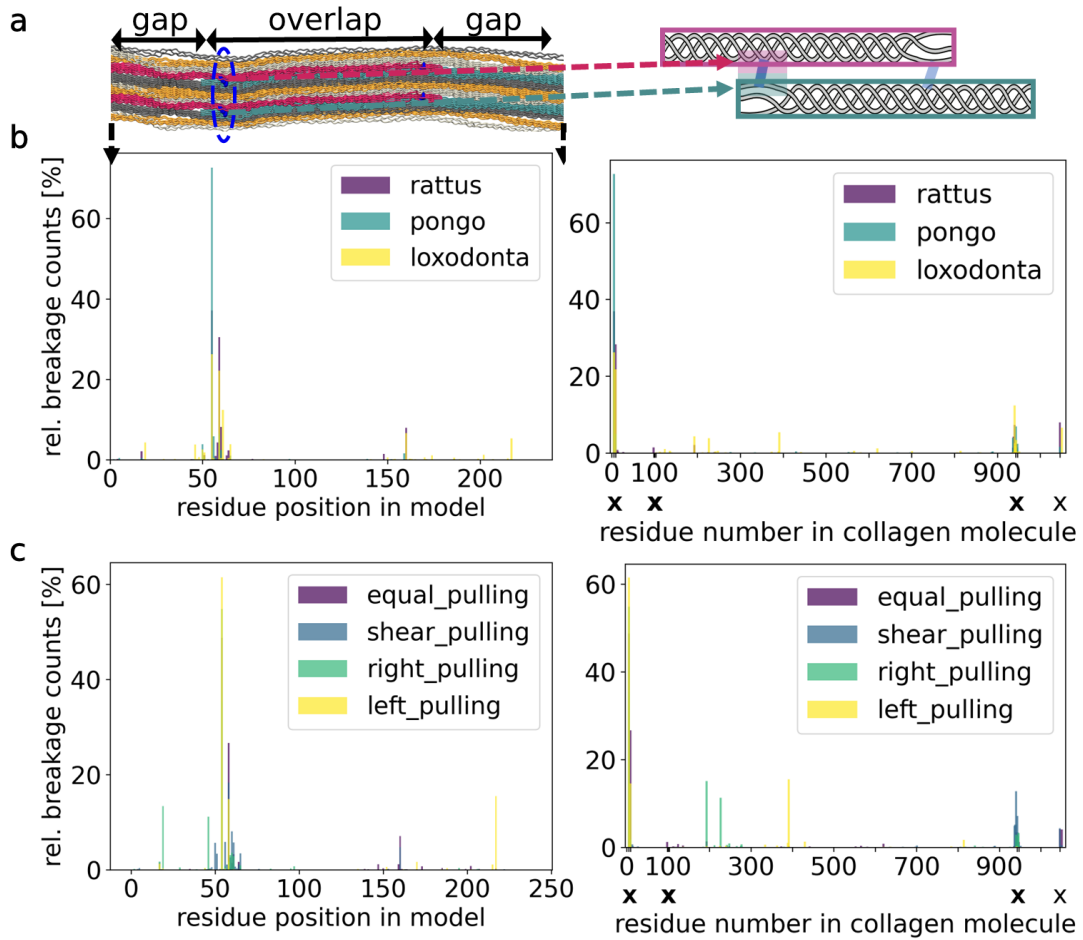 a
gap
overlap
gap
b
rel. breakage counts [%]
60
40
20
0
rattus
pongo
loxodonta
0
50
100
150
200
residue position in model
60
40
20
0
rattus
pongo
loxodonta
0
100
300
500
700
900
x
x
x
x
residue number in collagen molecule
c
rel. breakage counts [%]
60
40
20
0
equal_pulling
shear_pulling
right_pulling
left_pulling
0
50
100
150
200
250
residue position in model
60
40
20
0
equal_pulling
shear_pulling
right_pulling
left_pulling
0
100
300
500
700
900
x
x
x
x
residue number in collagen molecule